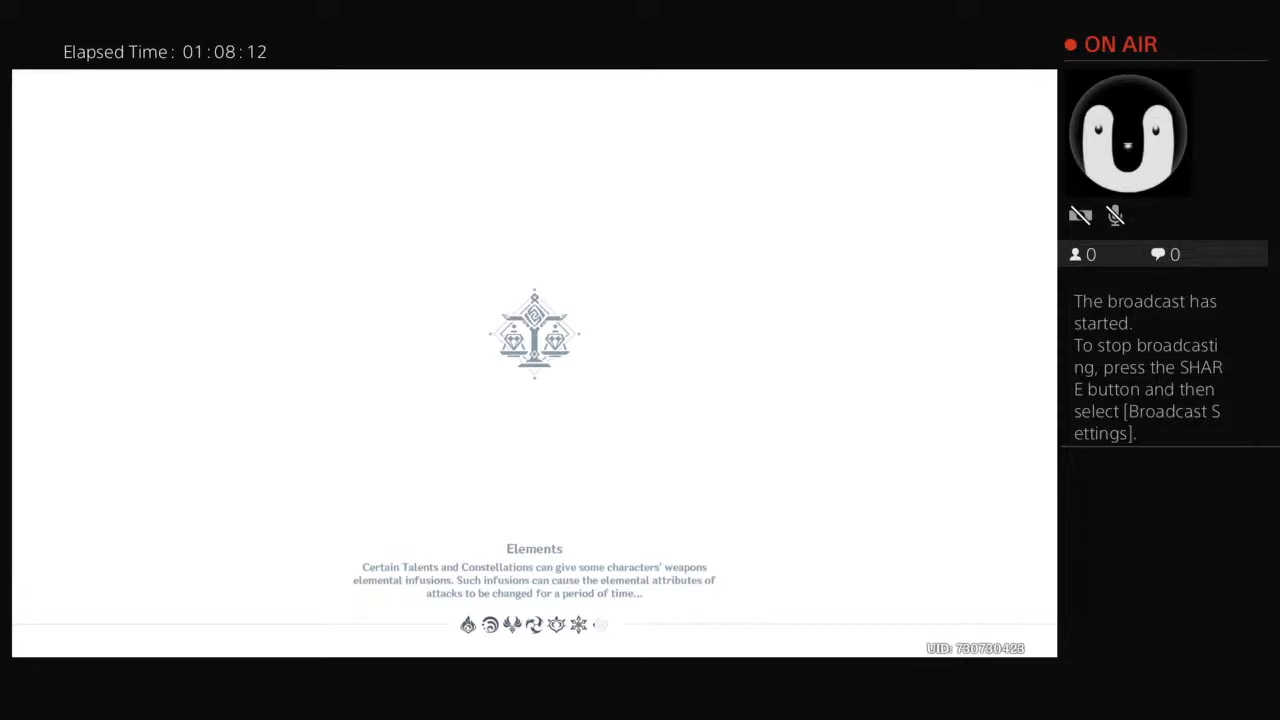 Elapsed Time: 01:08:12
ON AIR
0 0
The broadcast has
started.
To stop broadcasti
ng, press the SHAR
E button and then
select [Broadcast S
ettings].
Elements
Certain Talents and Constellations can give some characters' weapons
elemental infusions. Such infusions can cause the elemental attributes of
attacks to be changed for a period of time...
UID: 730730423